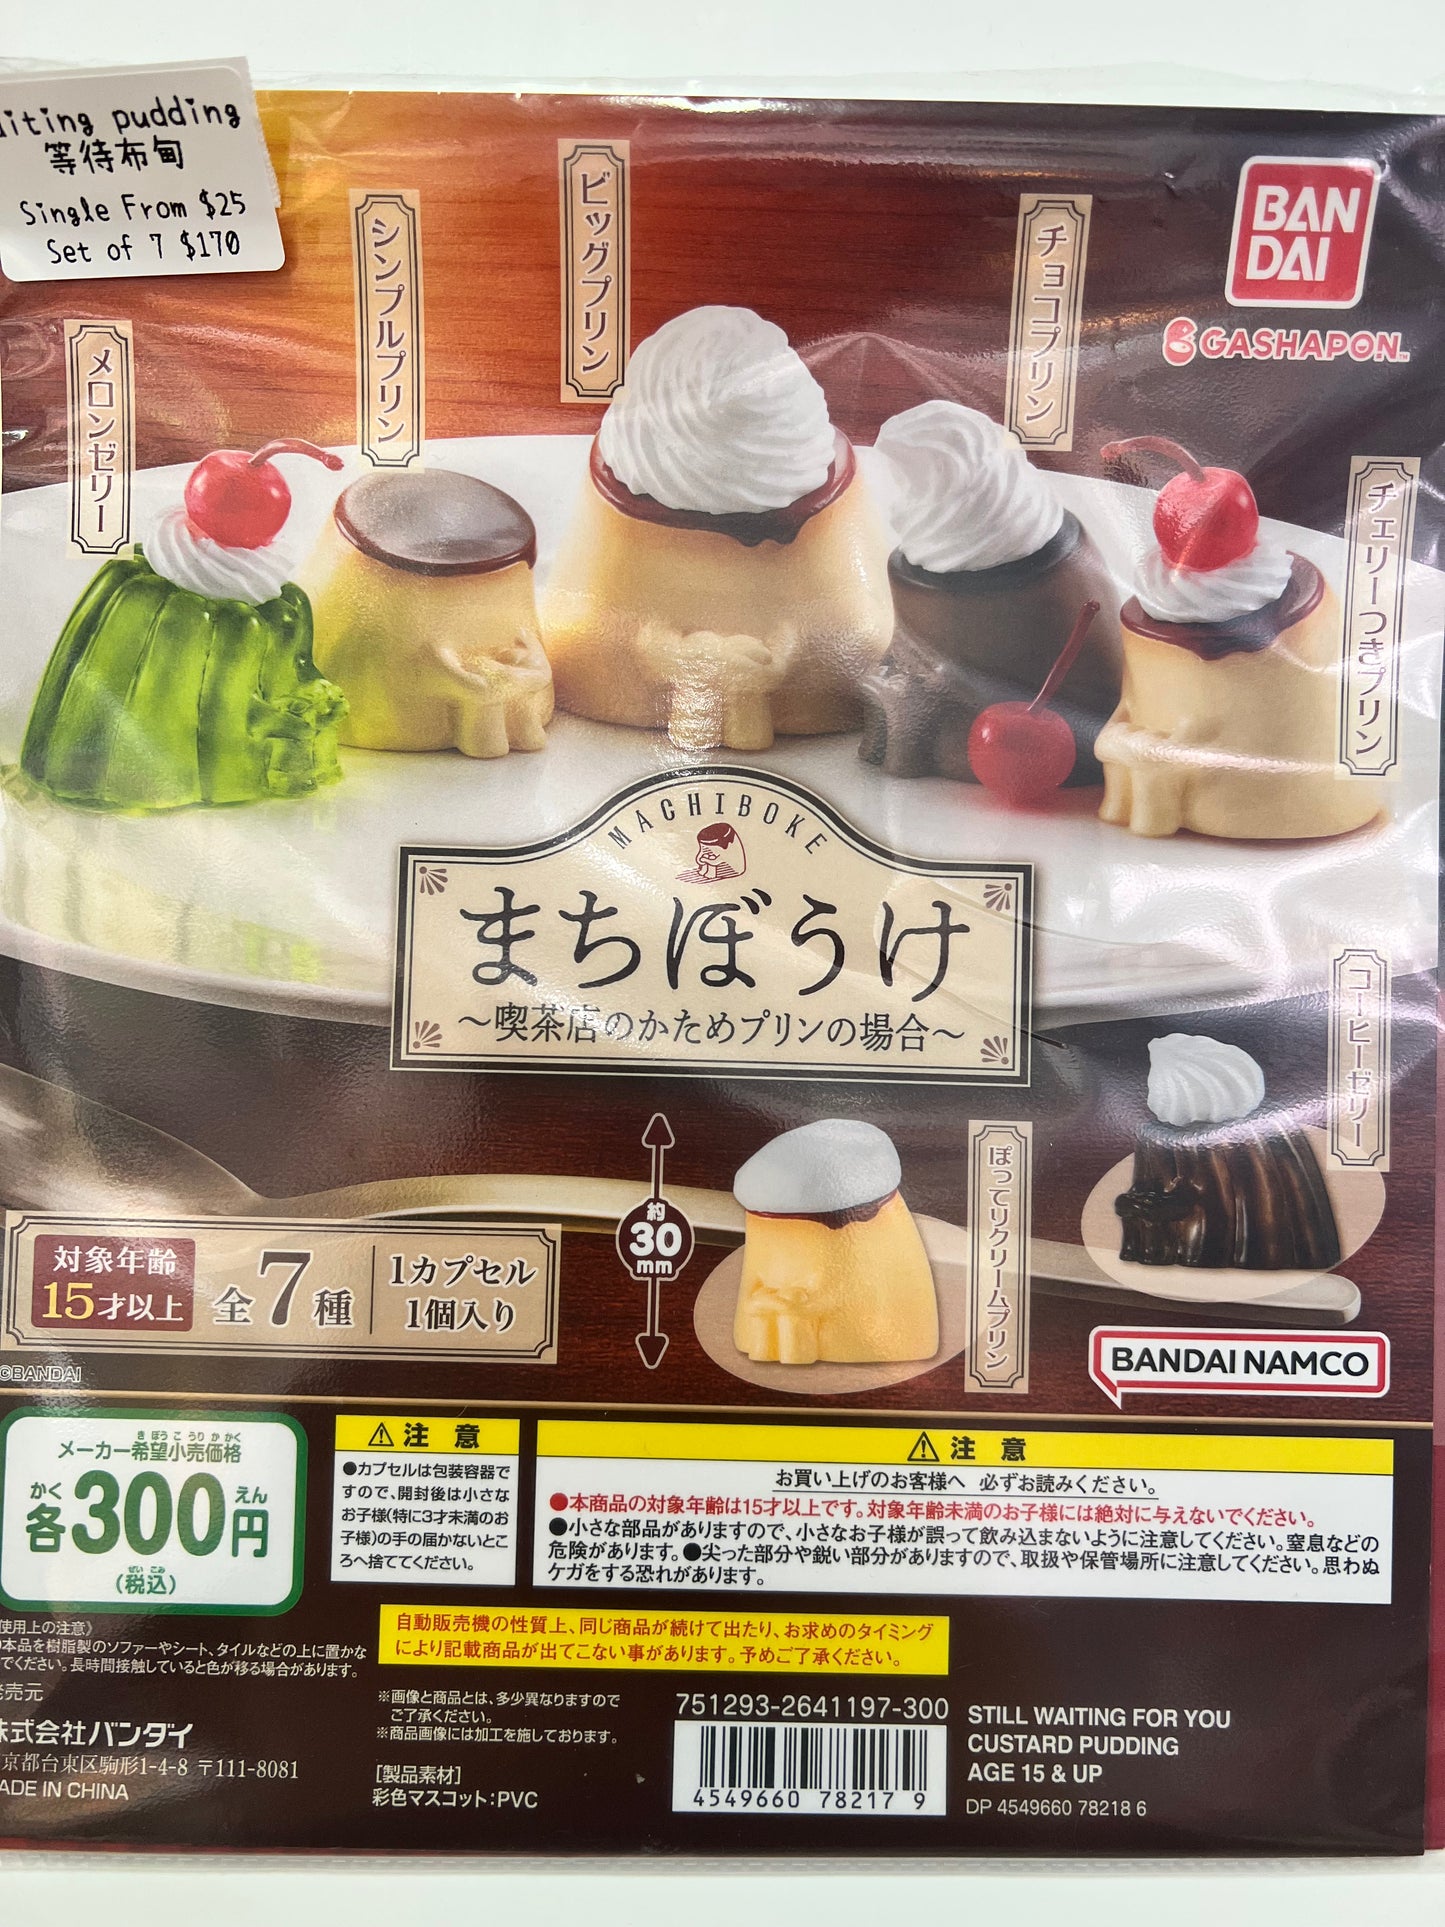 pudding
等待布甸
Single From $25
Set of 7 $170
BAN
DAI
GASHAPON
メロンゼリー
シンプルプリン
ビッグプリン
チョコプリン
チェリーつきプリン
MACHIBOKE
まちぼうけ
～喫茶店のかためプリンの場合～
コーヒーゼリー
ぽってりクリームプリン
約
30
mm
対象年齢
15才以上
全7種
1カプセル
1個入り
©BANDAI
BANDAI NAMCO
メーカー希望小売価格
きぼうこうりかかく
かく
各300円
えん
(税込)
ぜいこみ
⚠注意
●カプセルは包装容器で
すので、開封後は小さな
お子様(特に3才未満のお
子様)の手の届かないとこ
ろへ捨ててください。
⚠注意
お買い上げのお客様へ 必ずお読みください。
●本商品の対象年齢は15才以上です。対象年齢未満のお子様には絶対に与えないでください。
●小さな部品がありますので、小さなお子様が誤って飲み込まないように注意してください。窒息などの
危険があります。●尖った部分や鋭い部分がありますので、取扱や保管場所に注意してください。思わぬ
ケガをする恐れがあります。
自動販売機の性質上、同じ商品が続けて出たり、お求めのタイミング
により記載商品が出てこない事があります。予めご了承ください。
使用上の注意》
本品を樹脂製のソファーやシート、タイルなどの上に置かな
でください。長時間接触していると色が移る場合があります。
売元
式会社バンダイ
京都台東区駒形1-4-8 〒111-8081
ADE IN CHINA
※画像と商品とは、多少異なりますので
ご了承ください。
※商品画像には加工を施しております。
[製品素材]
彩色マスコット：PVC
751293-2641197-300
4549660 78217 9
STILL WAITING FOR YOU
CUSTARD PUDDING
AGE 15 & UP
DP 4549660 78218 6